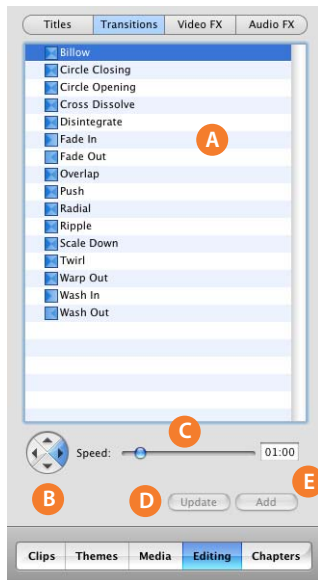 Titles Transitions Video FX Audio FX
Billow
Circle Closing
Circle Opening
Cross Dissolve
Disintegrate
Fade In
A
Fade Out
Overlap
Push
Radial
Ripple
Scale Down
Twirl
Warp Out
Wash In
Wash Out
C
Speed: 01:00
B D Update Add E
Clips Themes Media Editing Chapters